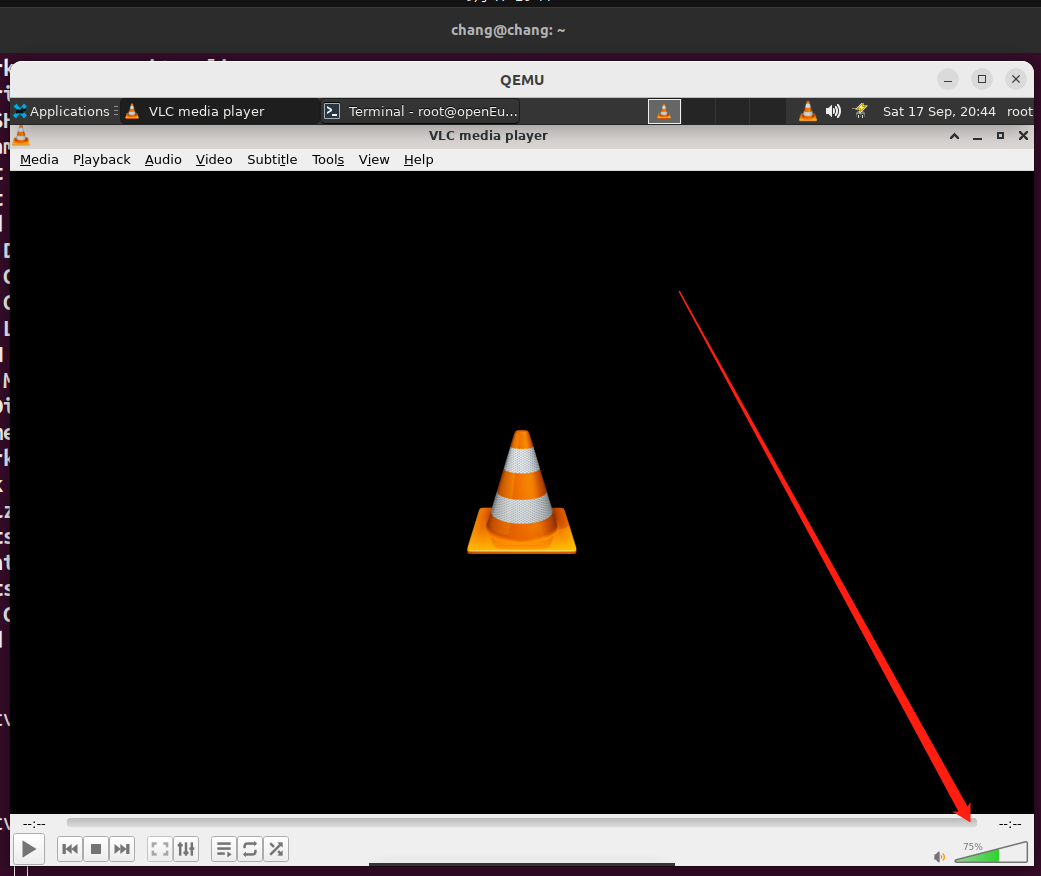 chang@chang: ~
QEMU
Applications VLC media player Terminal - root@openEu... Sat 17 Sep, 20:44 root
VLC media player
Media Playback Audio Video Subtitle Tools View Help
--:-- --:--
75%